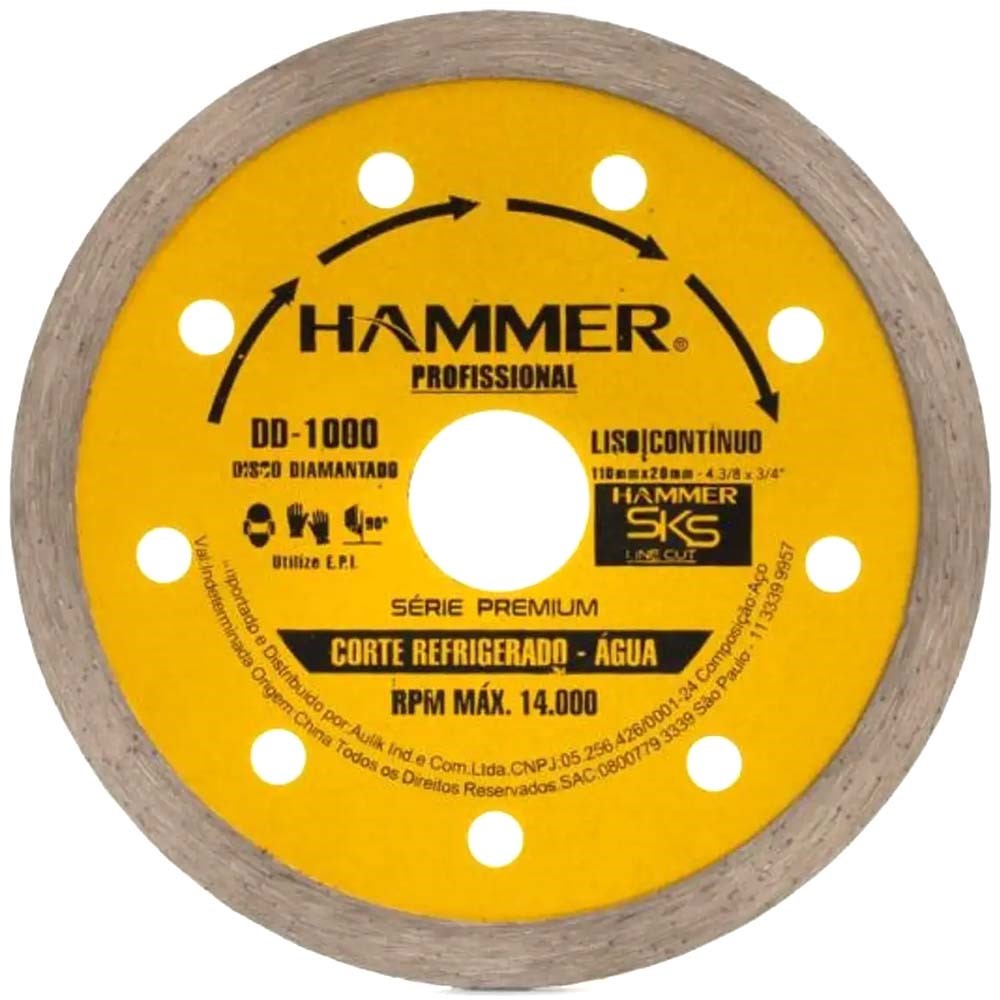 HAMMER®
PROFISSIONAL
DD-1000
DISCO DIAMANTADO
90°
Utilize E.P.I.
LISO|CONTÍNUO
110mmx20mm - 4 3/8 x 3/4"
HAMMER
SKS
LINE CUT
SÉRIE PREMIUM
CORTE REFRIGERADO - ÁGUA
RPM MÁX. 14.000
e Distribuido por:Aulik Ind.e Com.Ltda.CNPJ:05.256.426/0001-24 Composição:Aço
Val:Indeterminada Origem:China Todos os Direitos Reservados.SAC:0800779 3339 São Paulo - 11 3339 9957